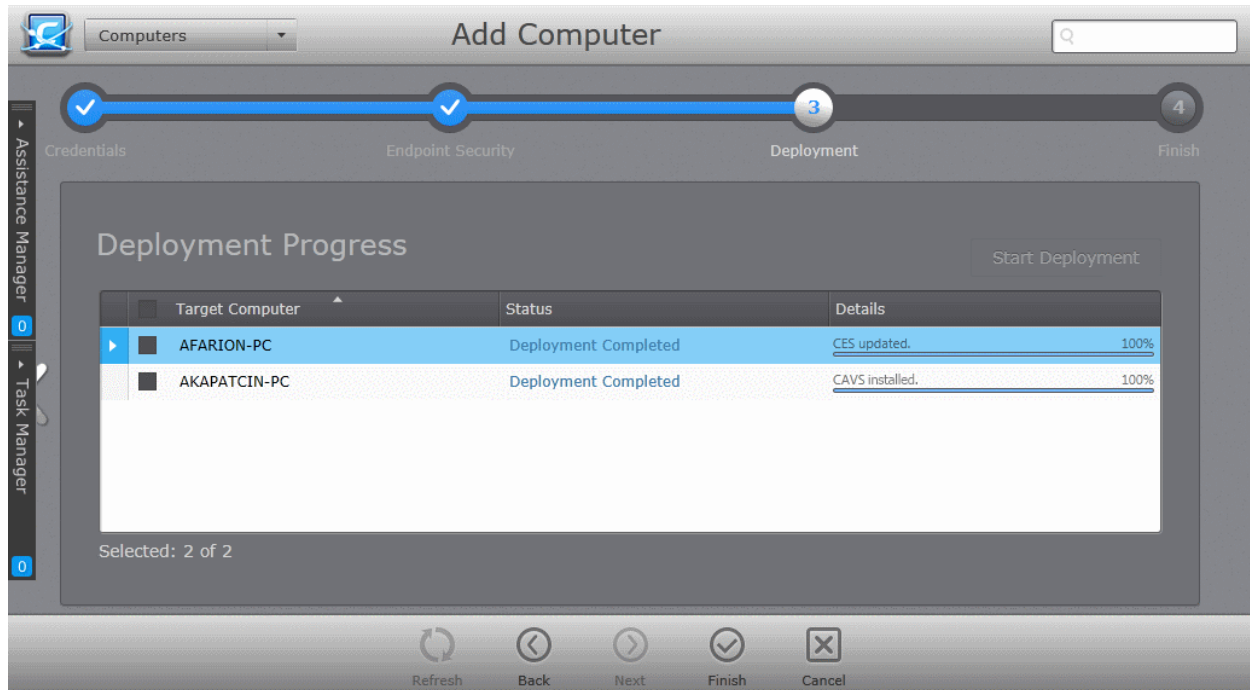 Computers
Add Computer
3
4
Credentials
Endpoint Security
Deployment
Finish
Assistance Manager
0
Task Manager
0
Deployment Progress
Start Deployment
Target Computer Status Details
AFARION-PC Deployment Completed CES updated. 100%
AKAPATCIN-PC Deployment Completed CAVS installed. 100%
Selected: 2 of 2
Refresh Back Next Finish Cancel